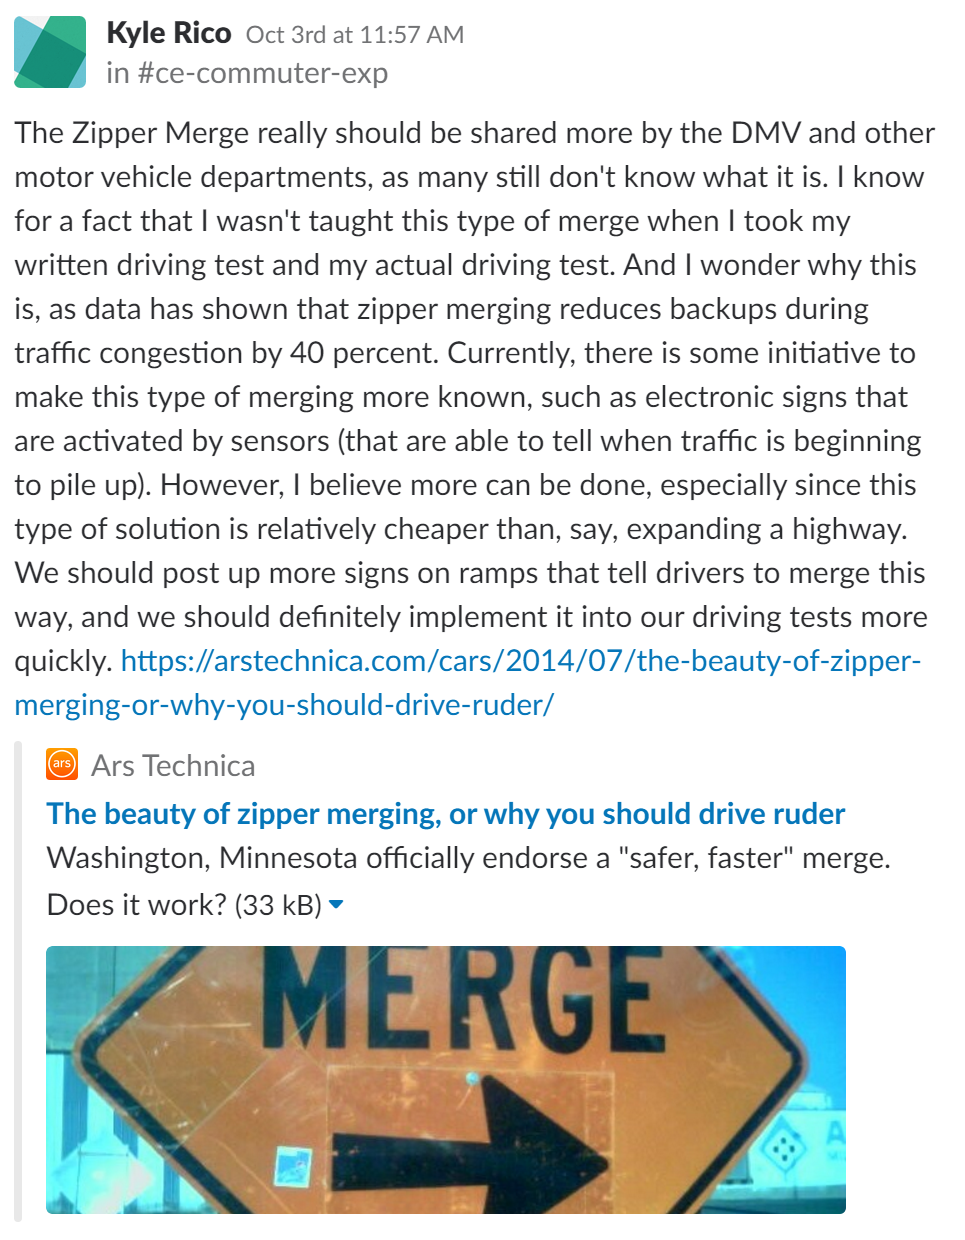 Kyle Rico Oct 3rd at 11:57 AM
in #ce-commuter-exp
The Zipper Merge really should be shared more by the DMV and other
motor vehicle departments, as many still don't know what it is. I know
for a fact that I wasn't taught this type of merge when I took my
written driving test and my actual driving test. And I wonder why this
is, as data has shown that zipper merging reduces backups during
traffic congestion by 40 percent. Currently, there is some initiative to
make this type of merging more known, such as electronic signs that
are activated by sensors (that are able to tell when traffic is beginning
to pile up). However, I believe more can be done, especially since this
type of solution is relatively cheaper than, say, expanding a highway.
We should post up more signs on ramps that tell drivers to merge this
way, and we should definitely implement it into our driving tests more
quickly. https://arstechnica.com/cars/2014/07/the-beauty-of-zipper-
merging-or-why-you-should-drive-ruder/
ars Ars Technica
The beauty of zipper merging, or why you should drive ruder
Washington, Minnesota officially endorse a "safer, faster" merge.
Does it work? (33 kB)
MERGE